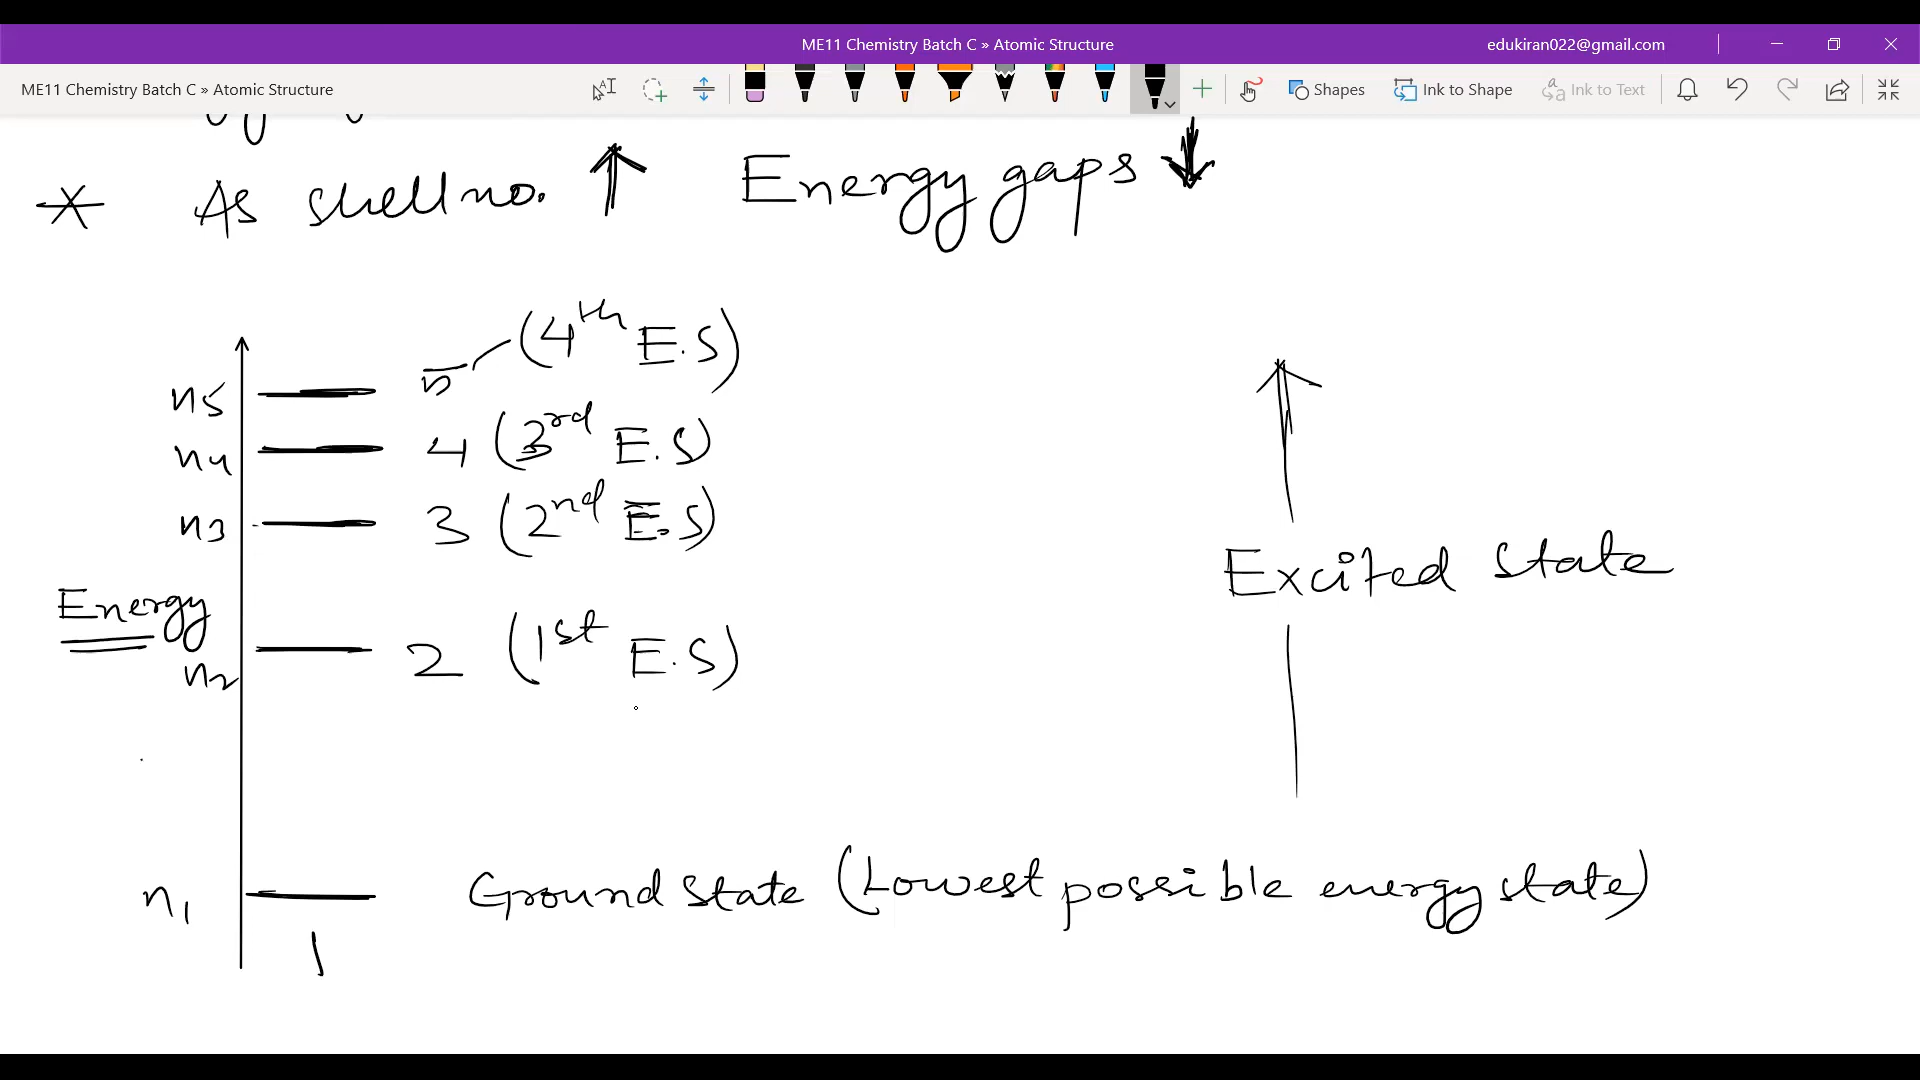 ME11 Chemistry Batch C » Atomic Structure
edukiran022@gmail.com
ME11 Chemistry Batch C » Atomic Structure
Shapes
Ink to Shape
Ink to Text
As shell no. ↑ Energy gaps ↓
n5 5 (4th E.S)
n4 4 (3rd E.S)
n3 3 (2nd E.S)
Excited state
Energy
n2 2 (1st E.S)
n1 Ground state (Lowest possible energy state)
1